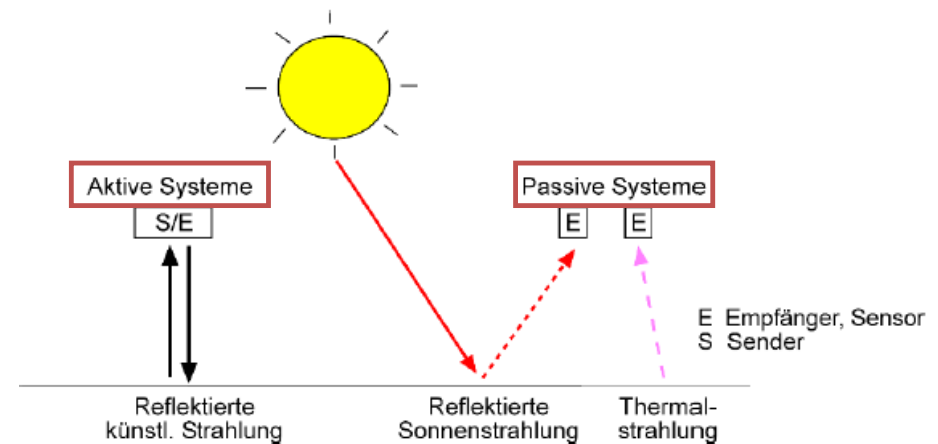 Aktive Systeme
S/E
Passive Systeme
E
E
E Empfänger, Sensor
S Sender
Reflektierte
künstl. Strahlung
Reflektierte
Sonnenstrahlung
Thermal-
strahlung